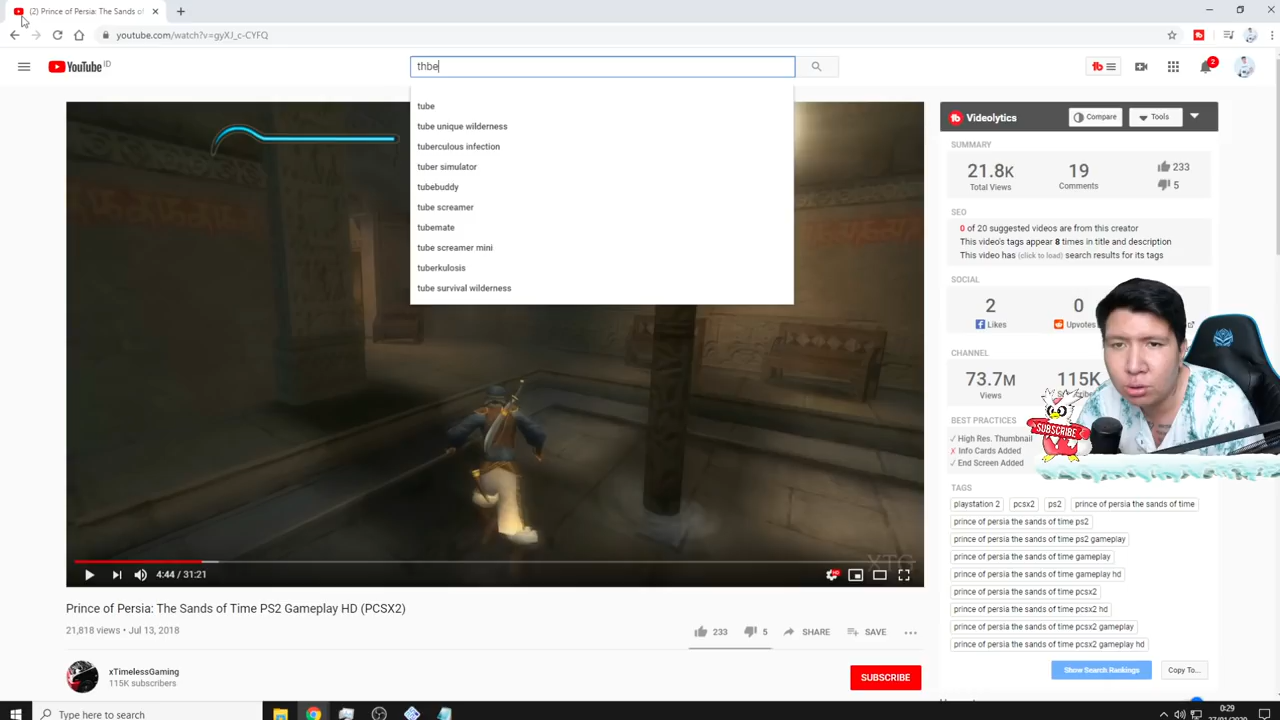 (2) Prince of Persia: The Sands of
youtube.com/watch?v=gyXJ_c-CYFQ
YouTube ID
thbe
tb
2
tube
tube unique wilderness
tuberculous infection
tuber simulator
tubebuddy
tube screamer
tubemate
tube screamer mini
tuberkulosis
tube survival wilderness
XTG
4:44 / 31:21
HD
Prince of Persia: The Sands of Time PS2 Gameplay HD (PCSX2)
21,818 views • Jul 13, 2018
233
5
SHARE
SAVE
xTimelessGaming
115K subscribers
SUBSCRIBE
tb Videolytics
Compare
Tools
SUMMARY
21.8K
Total Views
19
Comments
233
5
SEO
0 of 20 suggested videos are from this creator
This video's tags appear 8 times in title and description
This video has (click to load) search results for its tags
SOCIAL
2
Likes
0
Upvotes
CHANNEL
73.7M
Views
115K
SUBSCRIBE
BEST PRACTICES
High Res. Thumbnail
Info Cards Added
End Screen Added
TAGS
playstation 2 pcsx2 ps2 prince of persia the sands of time
prince of persia the sands of time ps2
prince of persia the sands of time ps2 gameplay
prince of persia the sands of time gameplay
prince of persia the sands of time gameplay hd
prince of persia the sands of time pcsx2
prince of persia the sands of time pcsx2 hd
prince of persia the sands of time pcsx2 gameplay
prince of persia the sands of time pcsx2 gameplay hd
Show Search Rankings
Copy To...
Type here to search
0:29